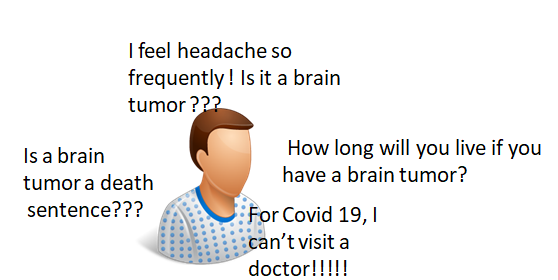 I feel headache so
frequently! Is it a brain
tumor ???
How long will you live if you
have a brain tumor?
Is a brain
tumor a death
sentence???
For Covid 19, I
can't visit a
doctor!!!!!